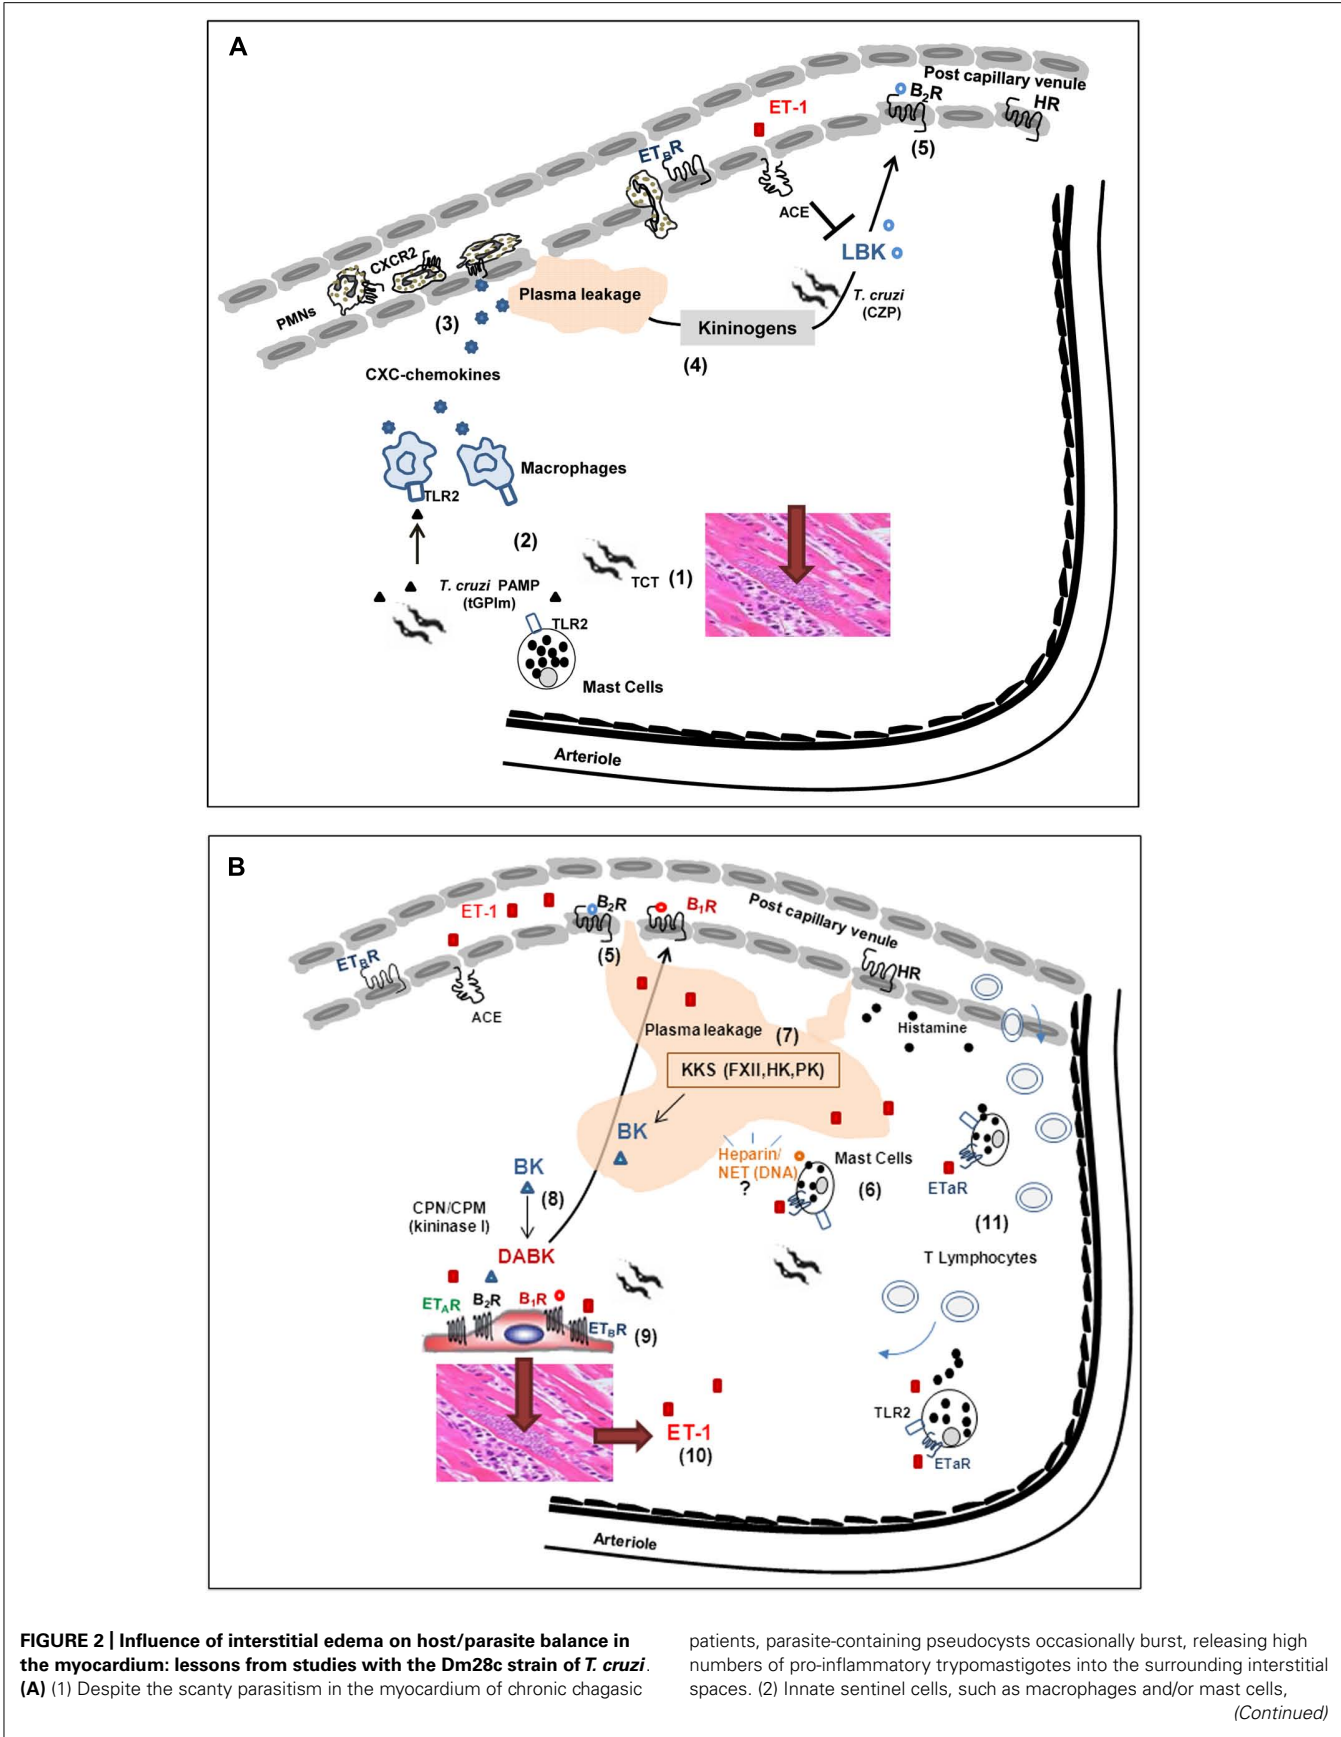 A
Post capillary venule
B2R
HR
ET-1
(5)
ETBR
ACE
LBK
CXCR2
T. cruzi
(CZP)
PMNs
Plasma leakage
(3)
Kininogens
(4)
CXC-chemokines
Macrophages
TLR2
(2)
TCT (1)
T. cruzi PAMP
(tGPIm)
TLR2
Mast Cells
Arteriole
B
Post capillary venule
ET-1
B2R
B1R
ETBR
(5)
HR
ACE
Histamine
Plasma leakage (7)
KKS (FXII,HK,PK)
BK
BK
(8)
Heparin/
NET (DNA)
?
Mast Cells
(6)
ETaR
CPN/CPM
(kininase I)
(11)
DABK
T Lymphocytes
ETAR
B2R
B1R
ETBR
(9)
TLR2
ET-1
(10)
ETaR
Arteriole
FIGURE 2 | Influence of interstitial edema on host/parasite balance in
the myocardium: lessons from studies with the Dm28c strain of T. cruzi.
(A) (1) Despite the scanty parasitism in the myocardium of chronic chagasic
patients, parasite-containing pseudocysts occasionally burst, releasing high
numbers of pro-inflammatory trypomastigotes into the surrounding interstitial
spaces. (2) Innate sentinel cells, such as macrophages and/or mast cells,
(Continued)